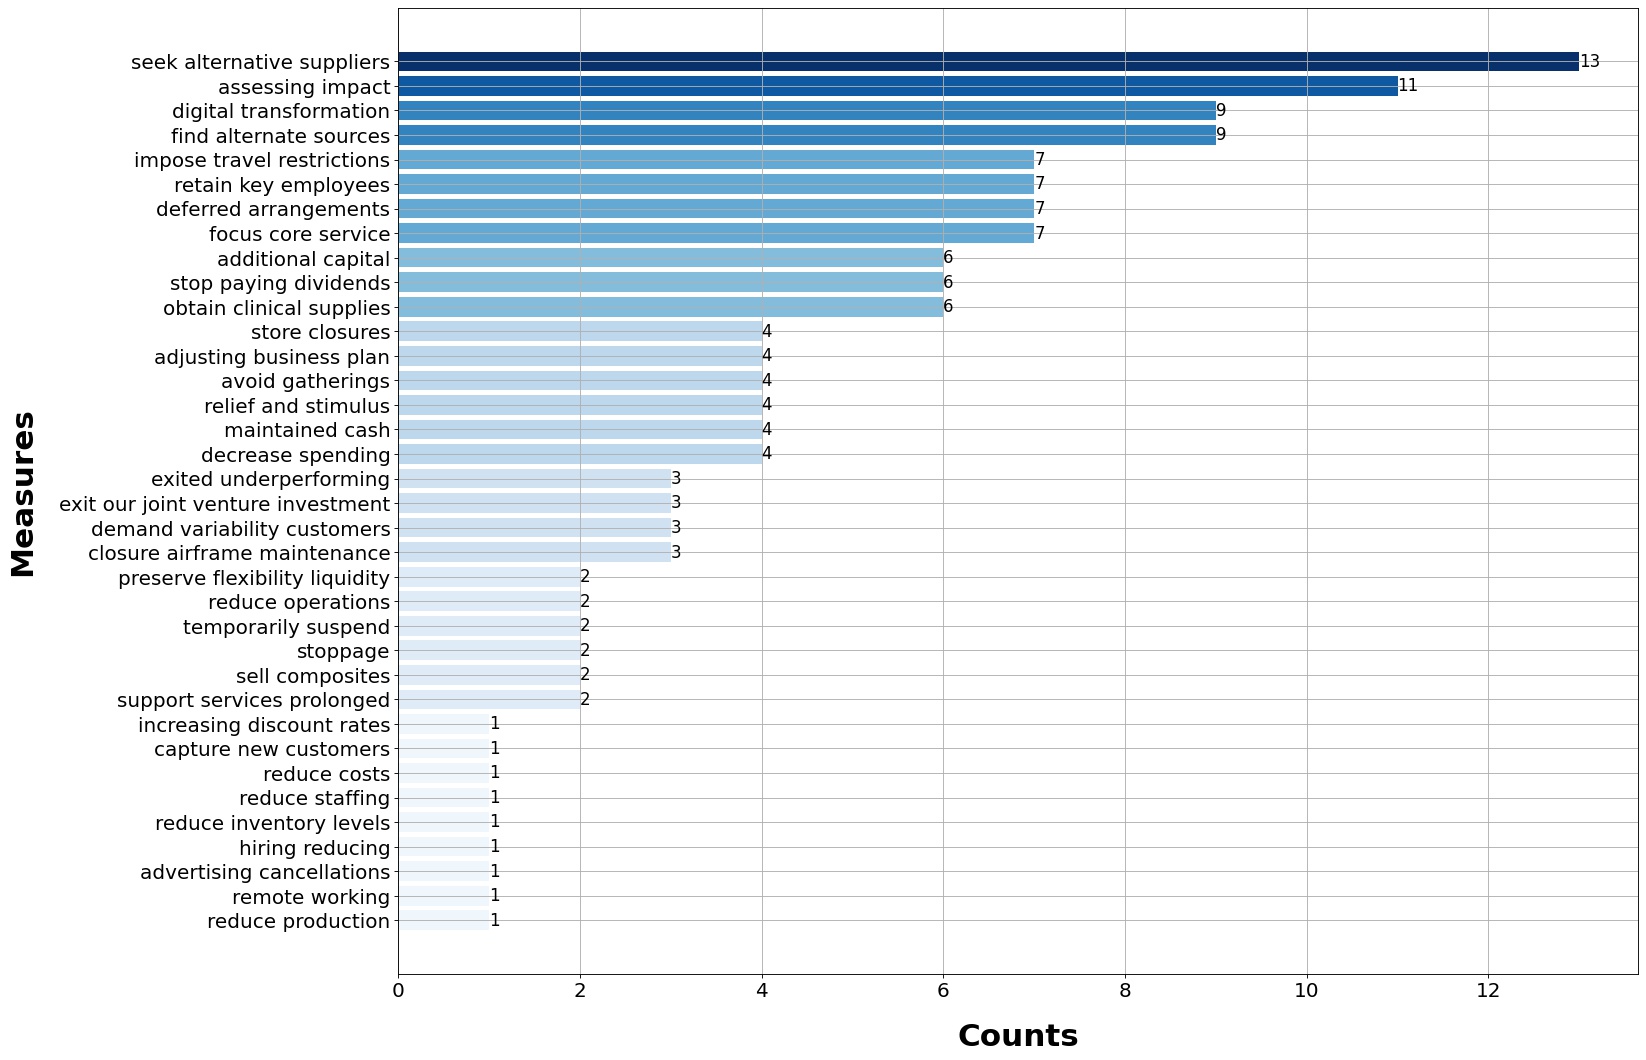 seek alternative suppliers 13
assessing impact 11
digital transformation 9
find alternate sources 9
impose travel restrictions 7
retain key employees 7
deferred arrangements 7
focus core service 7
additional capital 6
stop paying dividends 6
obtain clinical supplies 6
store closures 4
adjusting business plan 4
avoid gatherings 4
relief and stimulus 4
maintained cash 4
decrease spending 4
exited underperforming 3
exit our joint venture investment 3
demand variability customers 3
closure airframe maintenance 3
preserve flexibility liquidity 2
reduce operations 2
temporarily suspend 2
stoppage 2
sell composites 2
support services prolonged 2
increasing discount rates 1
capture new customers 1
reduce costs 1
reduce staffing 1
reduce inventory levels 1
hiring reducing 1
advertising cancellations 1
remote working 1
reduce production 1
0 2 4 6 8 10 12
Counts
Measures